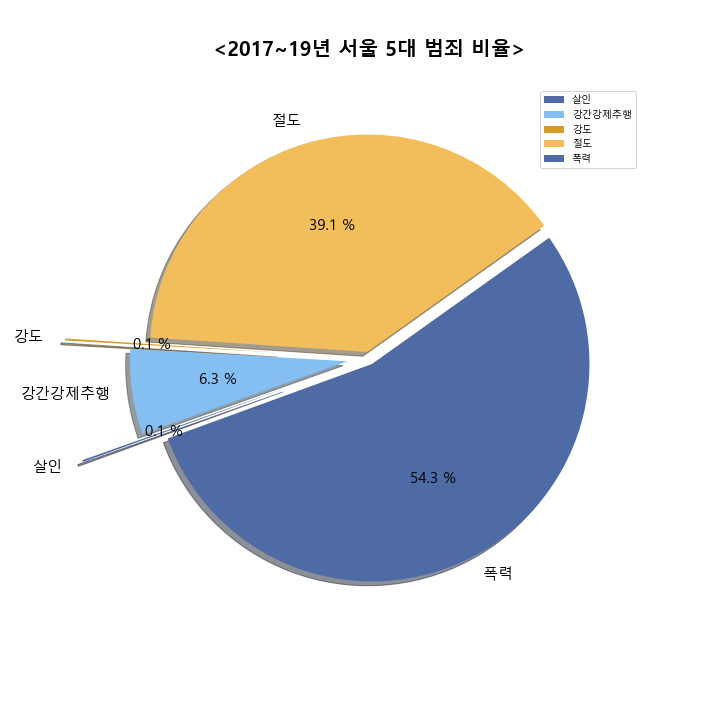 <2017~19년 서울 5대 범죄 비율>
살인
강간강제추행
강도
절도
폭력
절도
39.1 %
강도
0.1 %
6.3 %
강간강제추행
0.1 %
살인
54.3 %
폭력